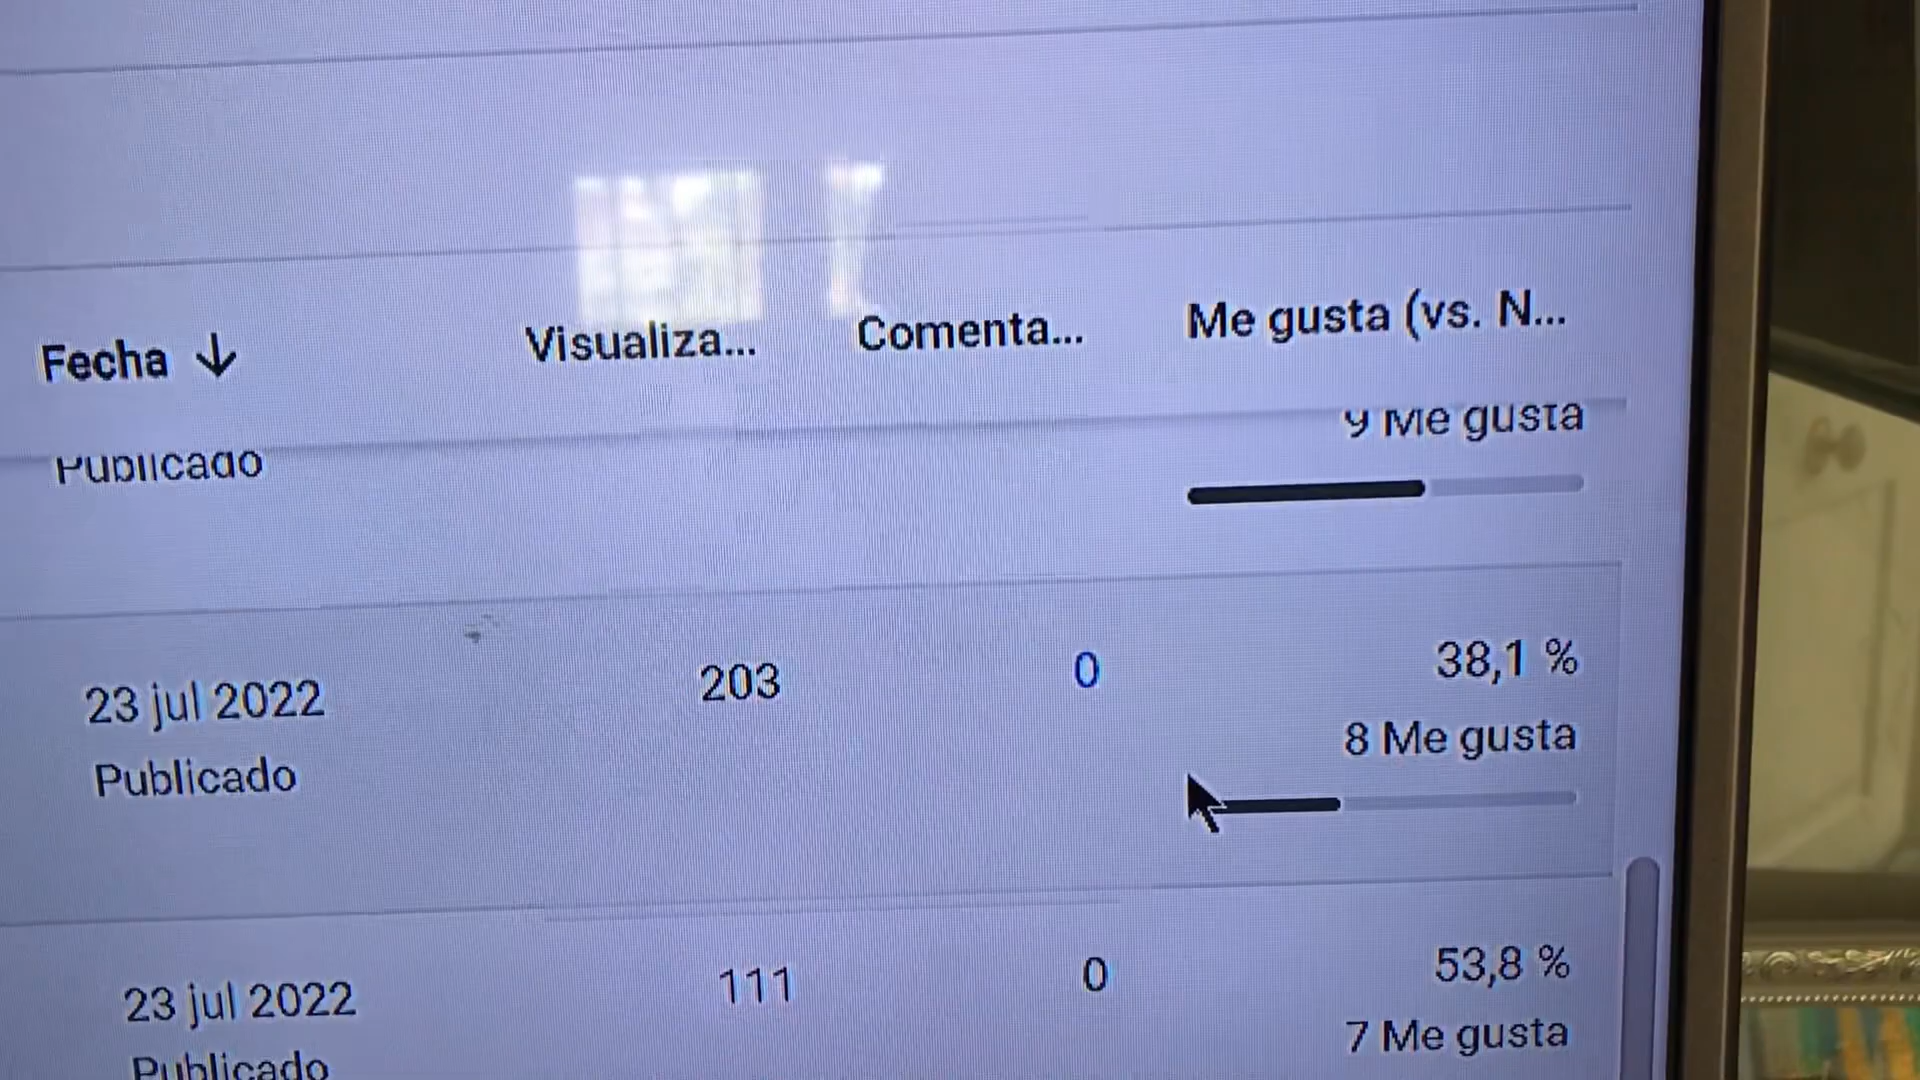 Fecha ↓ Visualiza... Comenta... Me gusta (vs. N...
Publicado 9 Me gusta
23 jul 2022 203 0 38,1 %
Publicado 8 Me gusta
23 jul 2022 111 0 53,8 %
Publicado 7 Me gusta